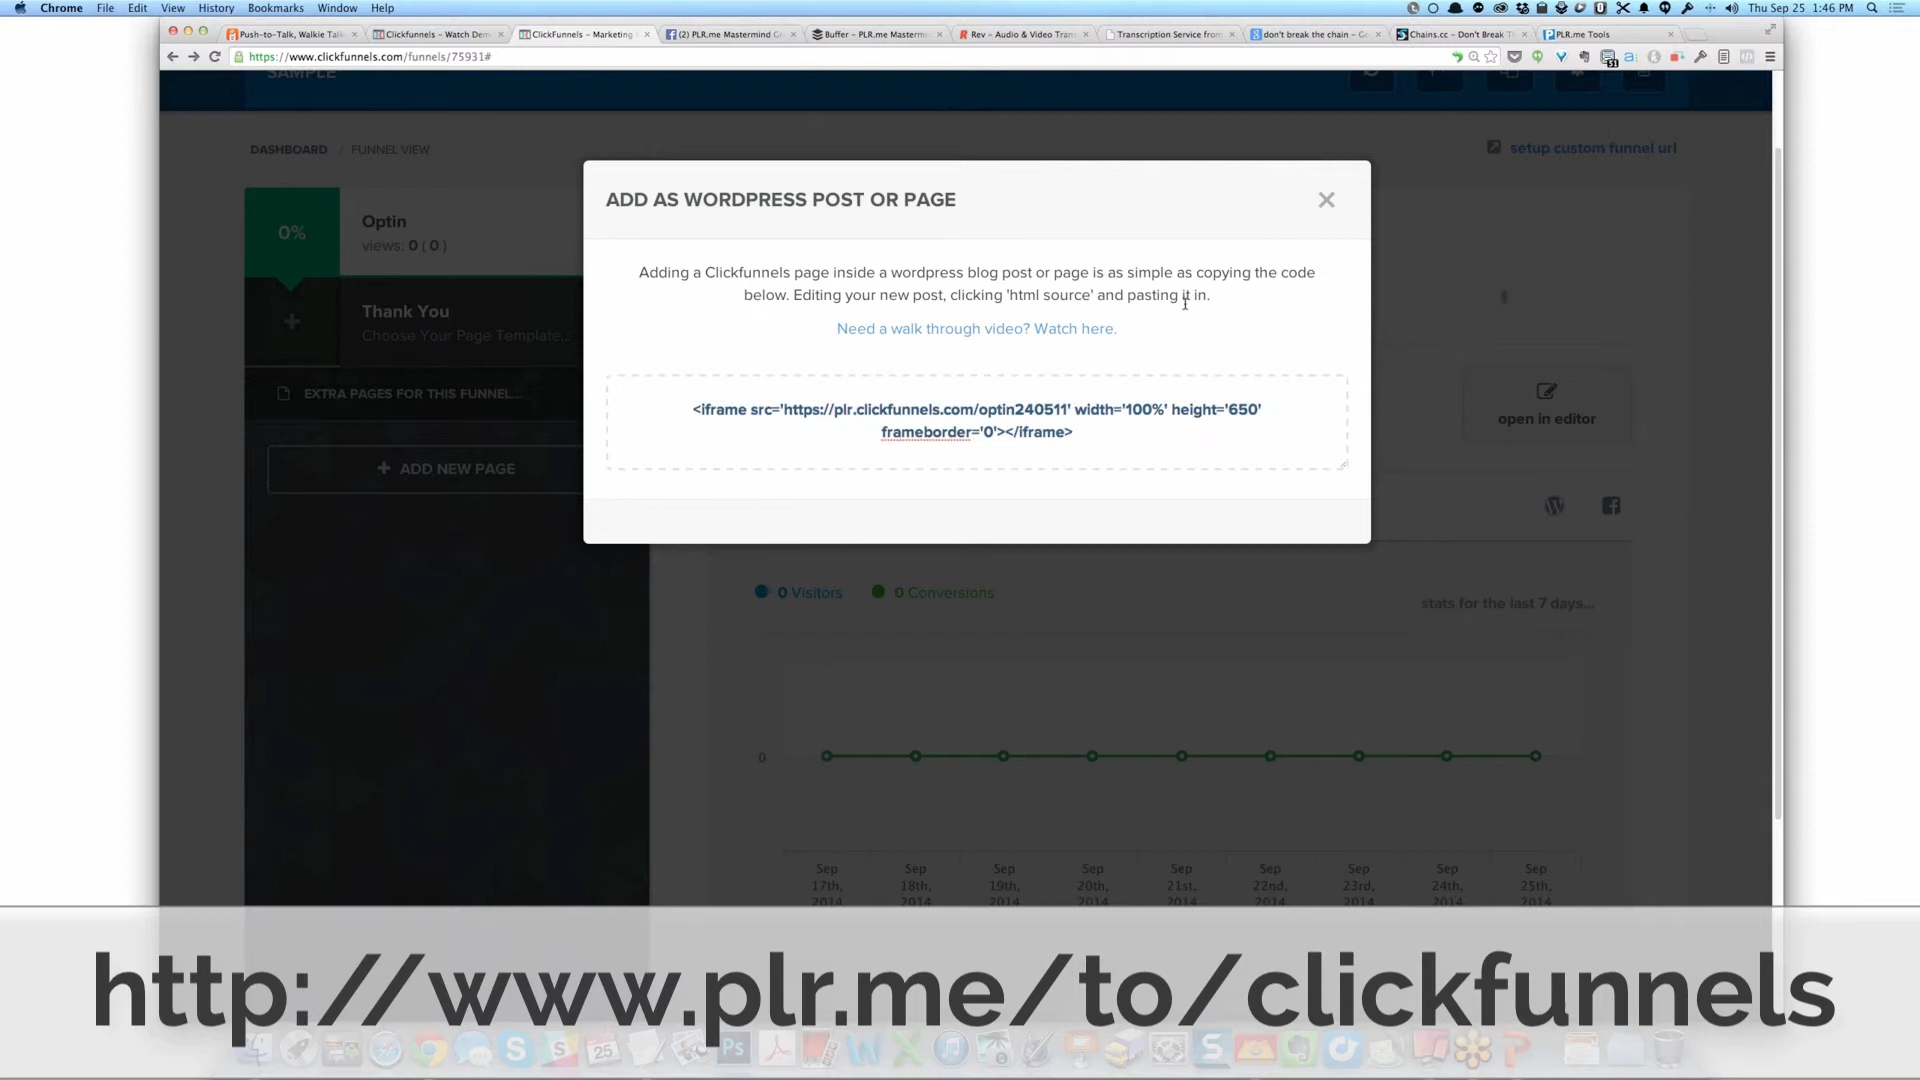 Chrome File Edit View History Bookmarks Window Help Thu Sep 25 1:46 PM
Push-to-Talk, Walkie Talk
Clickfunnels – Watch Dem
ClickFunnels – Marketing
(2) PLR.me Mastermind Gr
Buffer – PLR.me Mastermin
Rev – Audio & Video Tran
Transcription Service from
don't break the chain – G
Chains.cc – Don't Break T
PLR.me Tools
https://www.clickfunnels.com/funnels/75931#
SAMPLE
DASHBOARD / FUNNEL VIEW
setup custom funnel url
0%
Optin
views: 0 ( 0 )
Thank You
Choose Your Page Template...
EXTRA PAGES FOR THIS FUNNEL...
+ ADD NEW PAGE
ADD AS WORDPRESS POST OR PAGE
Adding a Clickfunnels page inside a wordpress blog post or page is as simple as copying the code
below. Editing your new post, clicking 'html source' and pasting it in.
Need a walk through video? Watch here.
<iframe src='https://plr.clickfunnels.com/optin240511' width='100%' height='650'
frameborder='0'></iframe>
open in editor
0 Visitors
0 Conversions
stats for the last 7 days...
0
Sep 17th, 2014
Sep 18th, 2014
Sep 19th, 2014
Sep 20th, 2014
Sep 21st, 2014
Sep 22nd, 2014
Sep 23rd, 2014
Sep 24th, 2014
Sep 25th, 2014
http://www.plr.me/to/clickfunnels